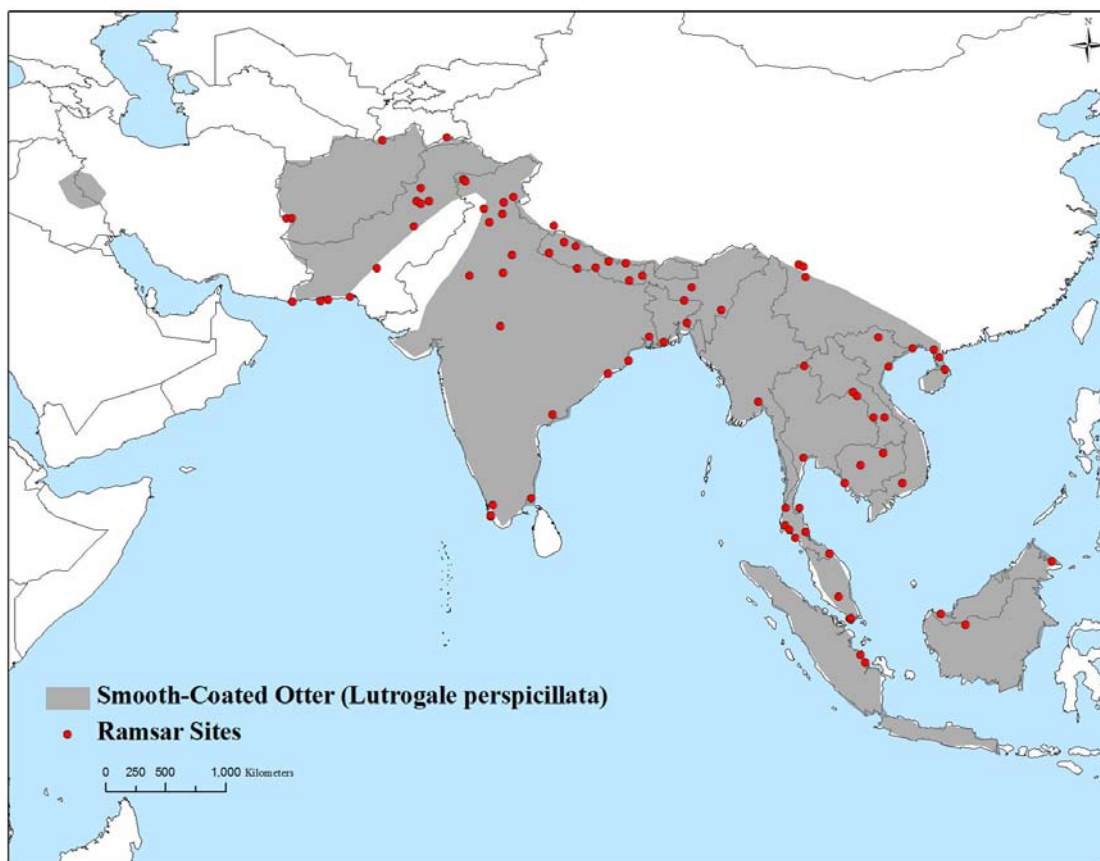 N
Smooth-Coated Otter (Lutrogale perspicillata)
Ramsar Sites
0 250 500 1,000 Kilometers